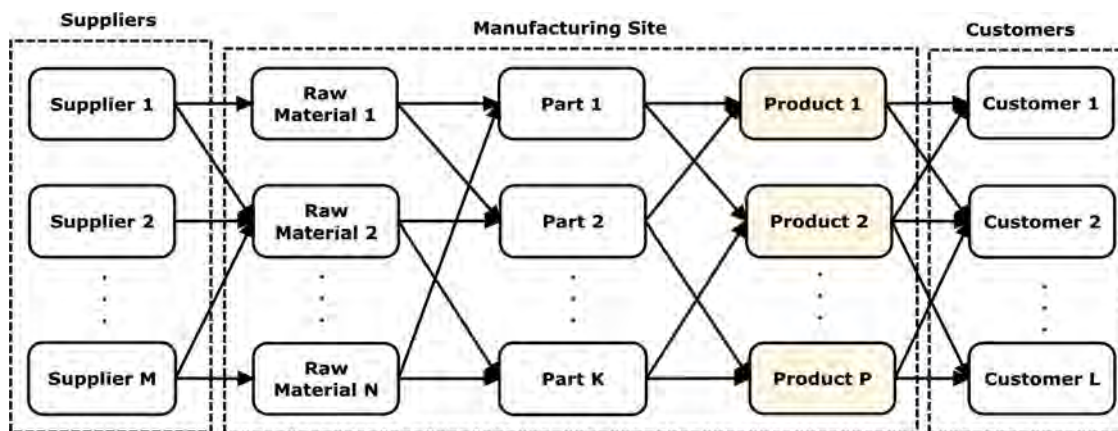 Suppliers
Manufacturing Site
Customers
Supplier 1
Raw
Material 1
Part 1
Product 1
Customer 1
Supplier 2
Raw
Material 2
Part 2
Product 2
Customer 2
Supplier M
Raw
Material N
Part K
Product P
Customer L